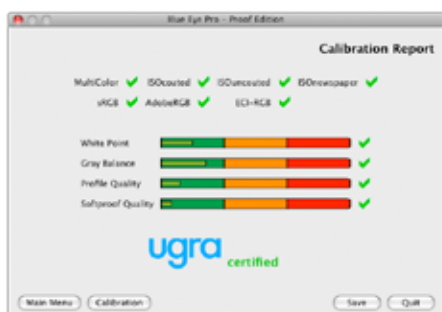 Blue Eye Pro - Proof Edition
Calibration Report
MultiColor ISOcoated ISOuncoated ISOnewspaper
sRGB AdobeRGB ECI-RGB
White Point
Gray Balance
Profile Quality
Softproof Quality
ugra certified
Main Menu Calibration Save Quit